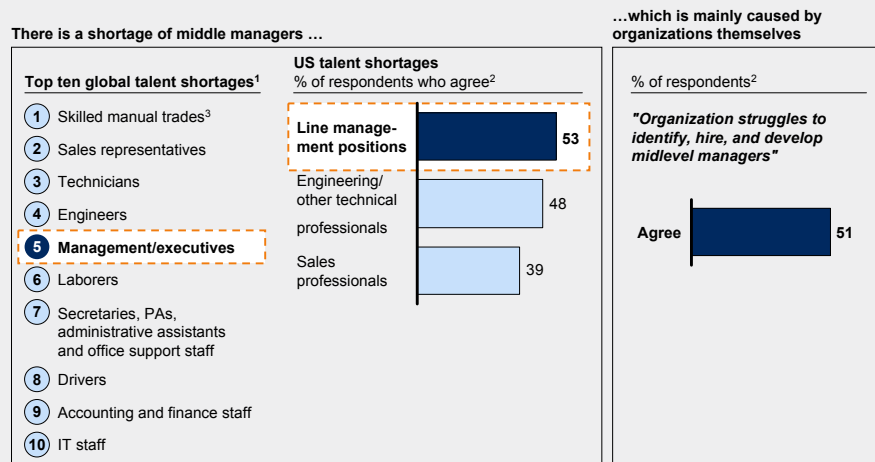 There is a shortage of middle managers …
…which is mainly caused by
organizations themselves
Top ten global talent shortages1
1 Skilled manual trades3
2 Sales representatives
3 Technicians
4 Engineers
5 Management/executives
6 Laborers
7 Secretaries, PAs,
administrative assistants
and office support staff
8 Drivers
9 Accounting and finance staff
10 IT staff
US talent shortages
% of respondents who agree2
Line manage-
ment positions
53
Engineering/
other technical
professionals
48
Sales
professionals
39
% of respondents2
"Organization struggles to
identify, hire, and develop
midlevel managers"
Agree
51